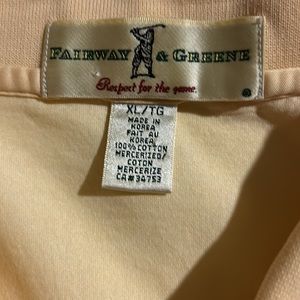 FAIRWAY & GREENE
Respect for the game.
®
XL/TG
MADE IN
KOREA
FAIT AU
KOREA
100% COTTON
MERCERIZED/
COTON
MERCERIZE
CA# 34753